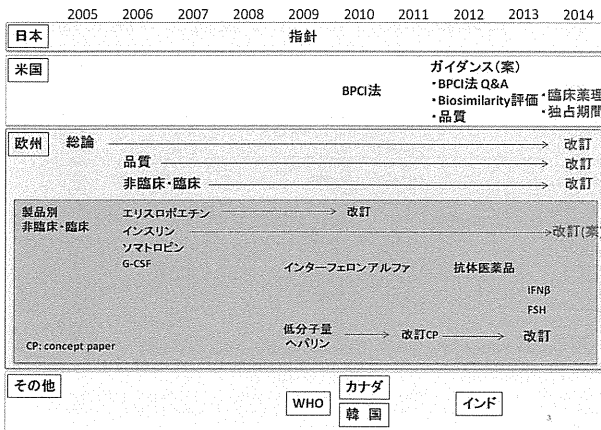 2005 2006 2007 2008 2009 2010 2011 2012 2013 2014
日本
指針
米国
BPCI法
ガイダンス(案)
・BPCI法 Q&A
・Biosimilarity評価
・品質
・臨床薬理
・独占期間
欧州
総論 改訂
品質 改訂
非臨床・臨床 改訂
製品別
非臨床・臨床
エリスロポエチン 改訂
インスリン 改訂(案)
ソマトロピン
G-CSF
インターフェロンアルファ 抗体医薬品
IFNβ
FSH
低分子量
ヘパリン
改訂CP 改訂
CP: concept paper
その他
WHO
カナダ
韓国
インド
3